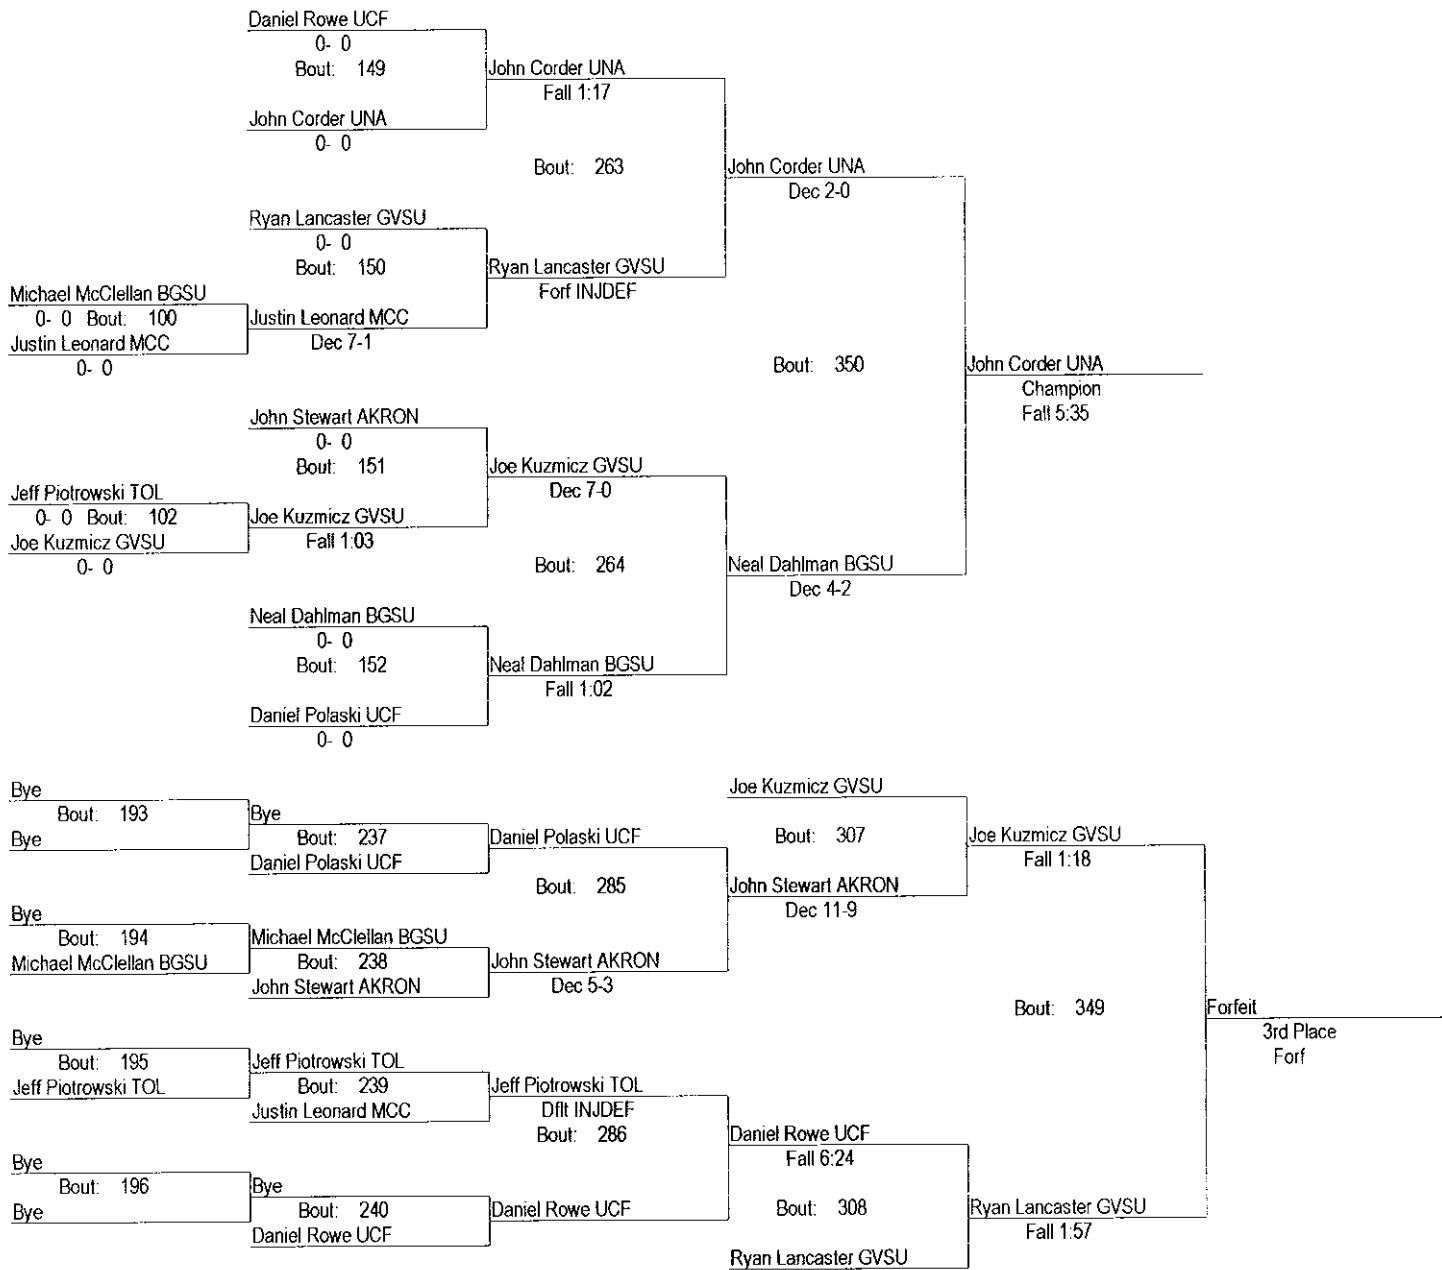 Daniel Rowe UCF
0- 0
Bout: 149
John Corder UNA
Fall 1:17
John Corder UNA
0- 0
Bout: 263
John Corder UNA
Dec 2-0
Ryan Lancaster GVSU
0- 0
Bout: 150
Ryan Lancaster GVSU
Forf INJDEF
Michael McClellan BGSU
0- 0 Bout: 100
Justin Leonard MCC
0- 0
Justin Leonard MCC
Dec 7-1
Bout: 350
John Corder UNA
Champion
Fall 5:35
John Stewart AKRON
0- 0
Bout: 151
Joe Kuzmicz GVSU
Dec 7-0
Jeff Piotrowski TOL
0- 0 Bout: 102
Joe Kuzmicz GVSU
0- 0
Joe Kuzmicz GVSU
Fall 1:03
Bout: 264
Neal Dahlman BGSU
Dec 4-2
Neal Dahlman BGSU
0- 0
Bout: 152
Neal Dahlman BGSU
Fall 1:02
Daniel Polaski UCF
0- 0
Bye
Bout: 193
Bye
Bye
Bout: 237
Daniel Polaski UCF
Daniel Polaski UCF
Joe Kuzmicz GVSU
Bout: 307
Joe Kuzmicz GVSU
Fall 1:18
Bout: 285
John Stewart AKRON
Dec 11-9
Bye
Bout: 194
Michael McClellan BGSU
Michael McClellan BGSU
Bout: 238
John Stewart AKRON
John Stewart AKRON
Dec 5-3
Bout: 349
Forfeit
3rd Place
Forf
Bye
Bout: 195
Jeff Piotrowski TOL
Jeff Piotrowski TOL
Bout: 239
Justin Leonard MCC
Jeff Piotrowski TOL
Dflt INJDEF
Bout: 286
Daniel Rowe UCF
Fall 6:24
Bye
Bout: 196
Bye
Bye
Bout: 240
Daniel Rowe UCF
Daniel Rowe UCF
Bout: 308
Ryan Lancaster GVSU
Fall 1:57
Ryan Lancaster GVSU